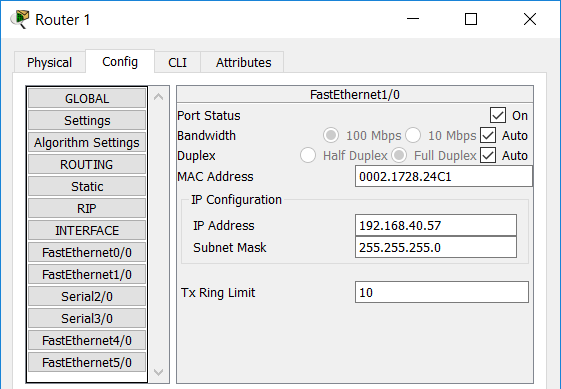 Router 1
Physical Config CLI Attributes
GLOBAL
Settings
Algorithm Settings
ROUTING
Static
RIP
INTERFACE
FastEthernet0/0
FastEthernet1/0
Serial2/0
Serial3/0
FastEthernet4/0
FastEthernet5/0
FastEthernet1/0
Port Status On
Bandwidth 100 Mbps 10 Mbps Auto
Duplex Half Duplex Full Duplex Auto
MAC Address 0002.1728.24C1
IP Configuration
IP Address 192.168.40.57
Subnet Mask 255.255.255.0
Tx Ring Limit 10